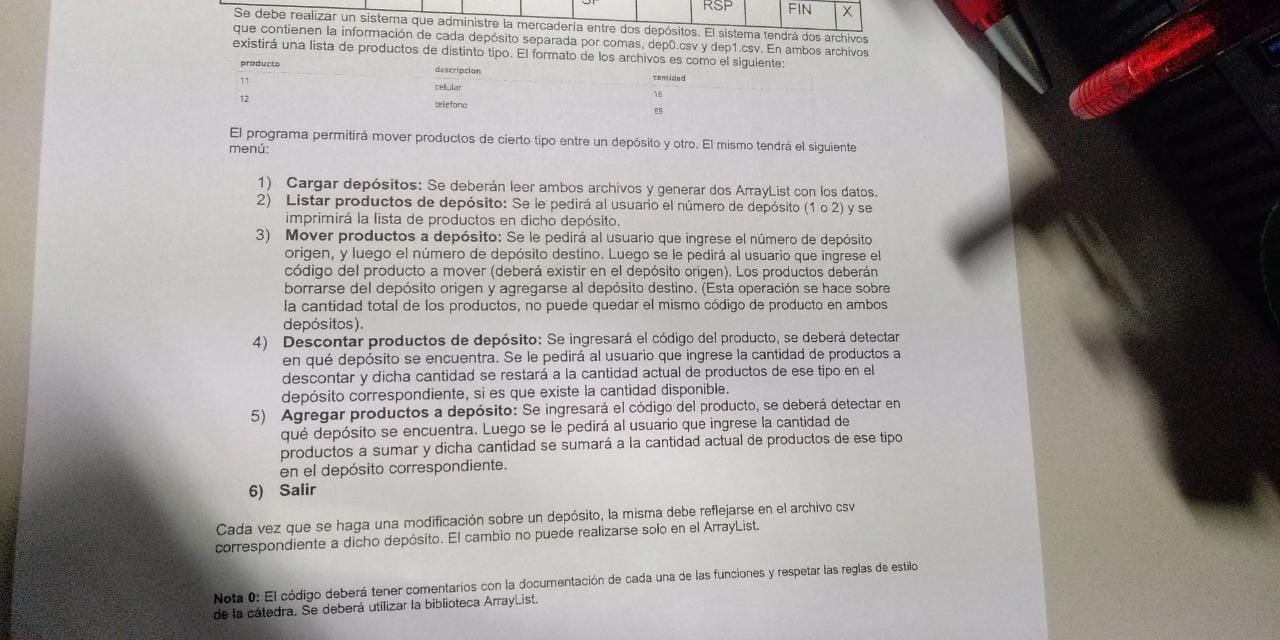 RSP FIN X
Se debe realizar un sistema que administre la mercadería entre dos depósitos. El sistema tendrá dos archivos
que contienen la información de cada depósito separada por comas, dep0.csv y dep1.csv. En ambos archivos
existirá una lista de productos de distinto tipo. El formato de los archivos es como el siguiente:
producto descripcion cantidad
11 celular 16
12 telefono 89
El programa permitirá mover productos de cierto tipo entre un depósito y otro. El mismo tendrá el siguiente
menú:
1) Cargar depósitos: Se deberán leer ambos archivos y generar dos ArrayList con los datos.
2) Listar productos de depósito: Se le pedirá al usuario el número de depósito (1 o 2) y se
imprimirá la lista de productos en dicho depósito.
3) Mover productos a depósito: Se le pedirá al usuario que ingrese el número de depósito
origen, y luego el número de depósito destino. Luego se le pedirá al usuario que ingrese el
código del producto a mover (deberá existir en el depósito origen). Los productos deberán
borrarse del depósito origen y agregarse al depósito destino. (Esta operación se hace sobre
la cantidad total de los productos, no puede quedar el mismo código de producto en ambos
depósitos).
4) Descontar productos de depósito: Se ingresará el código del producto, se deberá detectar
en qué depósito se encuentra. Se le pedirá al usuario que ingrese la cantidad de productos a
descontar y dicha cantidad se restará a la cantidad actual de productos de ese tipo en el
depósito correspondiente, si es que existe la cantidad disponible.
5) Agregar productos a depósito: Se ingresará el código del producto, se deberá detectar en
qué depósito se encuentra. Luego se le pedirá al usuario que ingrese la cantidad de
productos a sumar y dicha cantidad se sumará a la cantidad actual de productos de ese tipo
en el depósito correspondiente.
6) Salir
Cada vez que se haga una modificación sobre un depósito, la misma debe reflejarse en el archivo csv
correspondiente a dicho depósito. El cambio no puede realizarse solo en el ArrayList.
Nota 0: El código deberá tener comentarios con la documentación de cada una de las funciones y respetar las reglas de estilo
de la cátedra. Se deberá utilizar la biblioteca ArrayList.